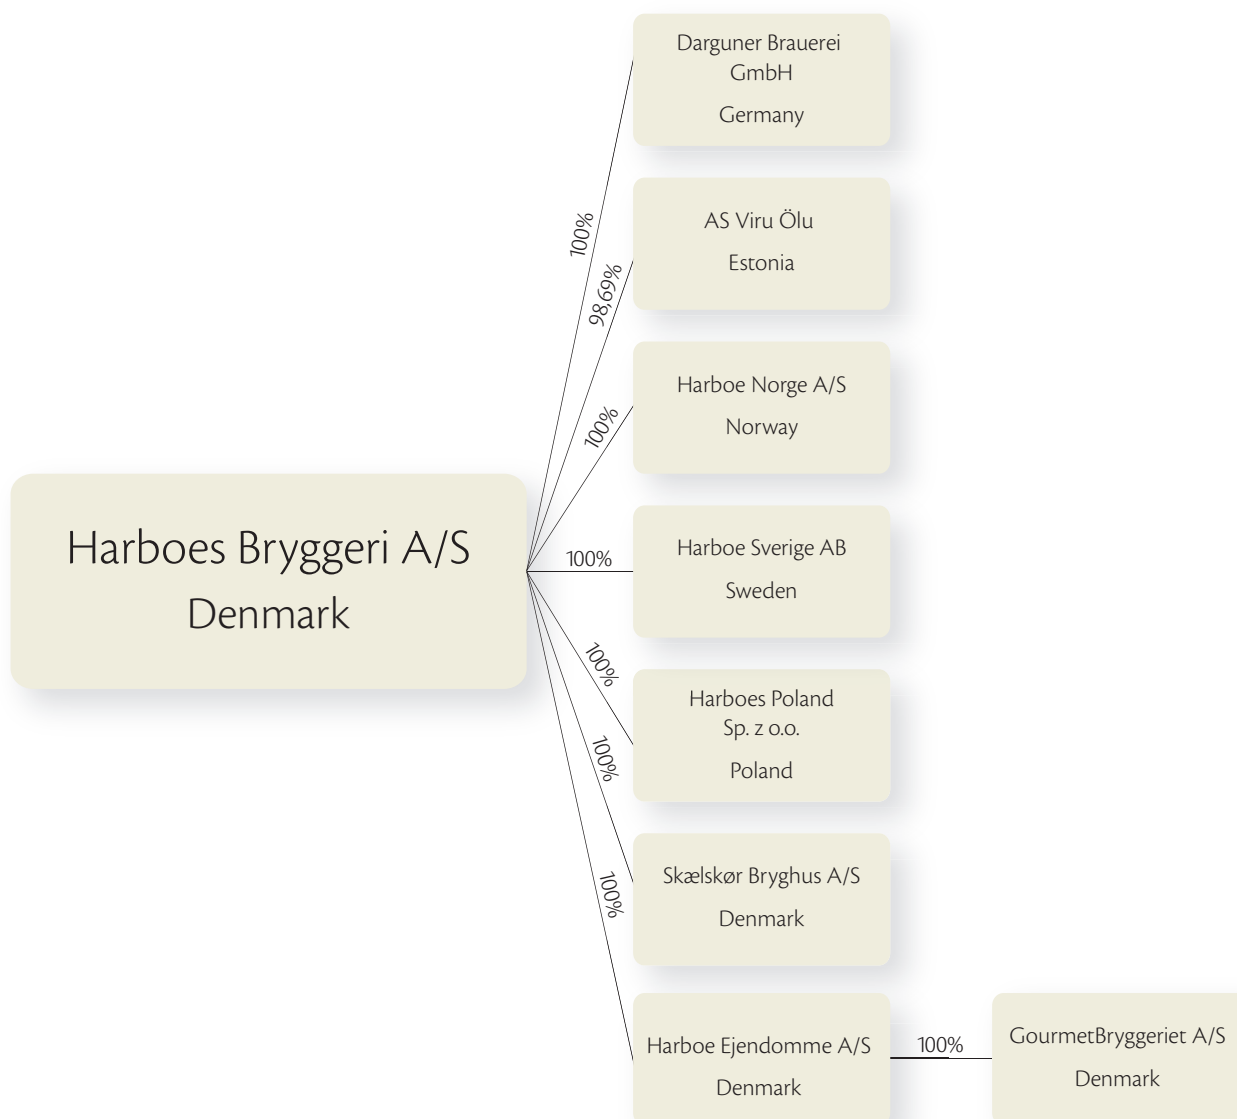 Darguner Brauerei
GmbH
Germany
100%
AS Viru Ölu
Estonia
98,69%
Harboe Norge A/S
Norway
100%
Harboes Bryggeri A/S
Denmark
100%
Harboe Sverige AB
Sweden
100%
Harboes Poland
Sp. z o.o.
Poland
100%
Skælskør Bryghus A/S
Denmark
100%
Harboe Ejendomme A/S
Denmark
100%
GourmetBryggeriet A/S
Denmark